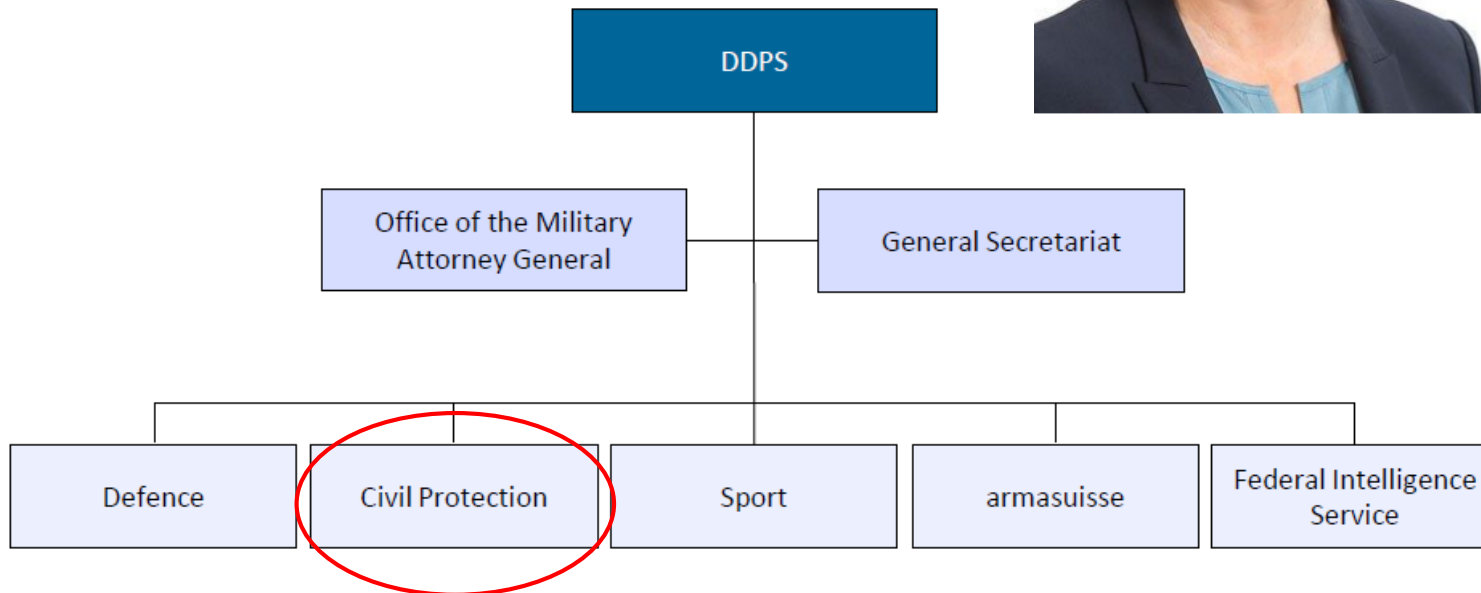 DDPS
Office of the Military
Attorney General
General Secretariat
Defence
Civil Protection
Sport
armasuisse
Federal Intelligence
Service